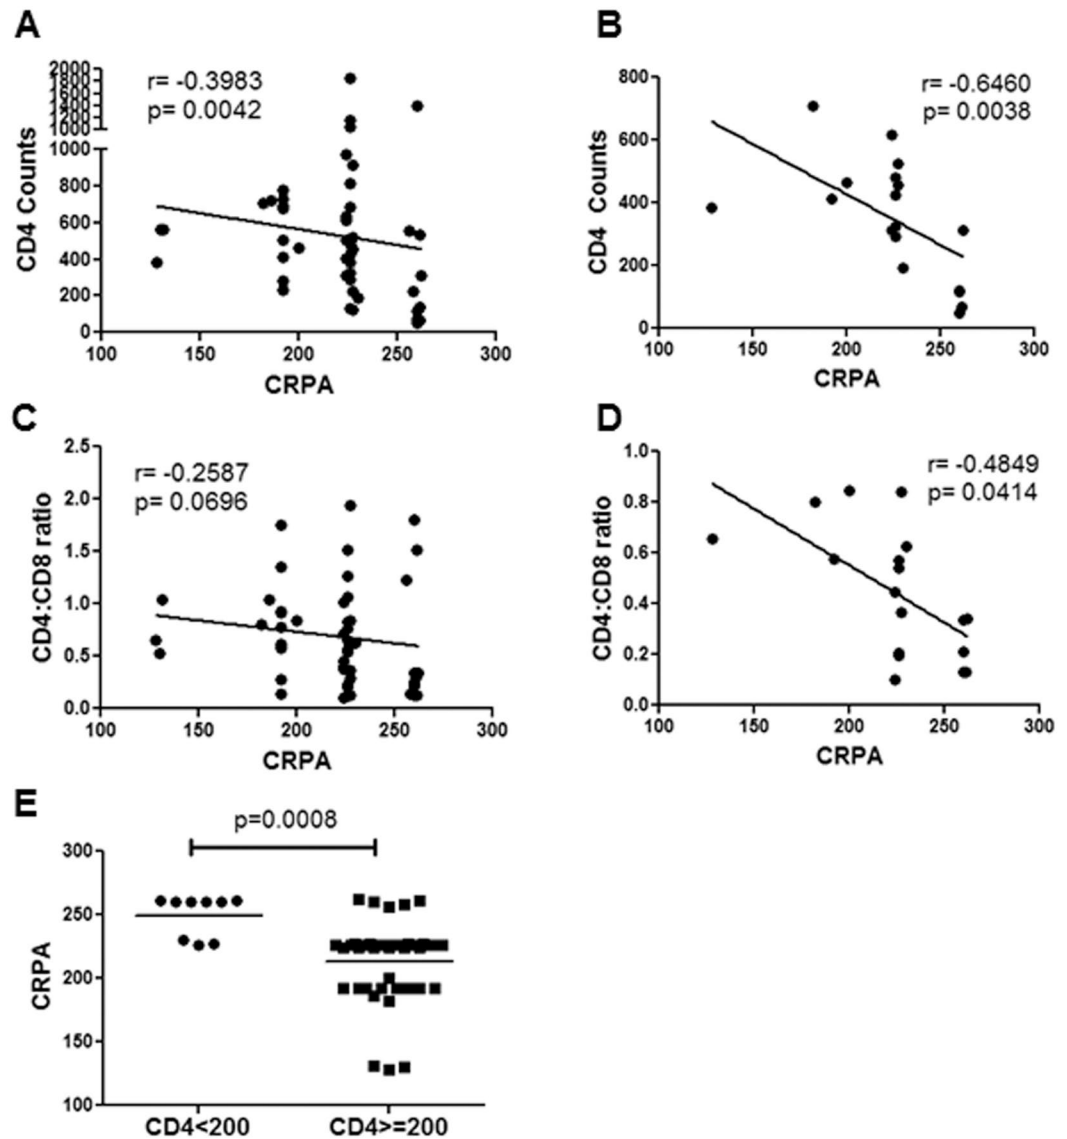 A
r= -0.3983
p= 0.0042
CD4 Counts
2000
1800
1600
1400
1200
1000
1000
800
600
400
200
0
100 150 200 250 300
CRPA
B
r= -0.6460
p= 0.0038
CD4 Counts
800
600
400
200
0
100 150 200 250 300
CRPA
C
r= -0.2587
p= 0.0696
CD4:CD8 ratio
2.5
2.0
1.5
1.0
0.5
0.0
100 150 200 250 300
CRPA
D
r= -0.4849
p= 0.0414
CD4:CD8 ratio
1.0
0.8
0.6
0.4
0.2
0.0
100 150 200 250 300
CRPA
E
p=0.0008
CRPA
300
250
200
150
100
CD4<200 CD4>=200